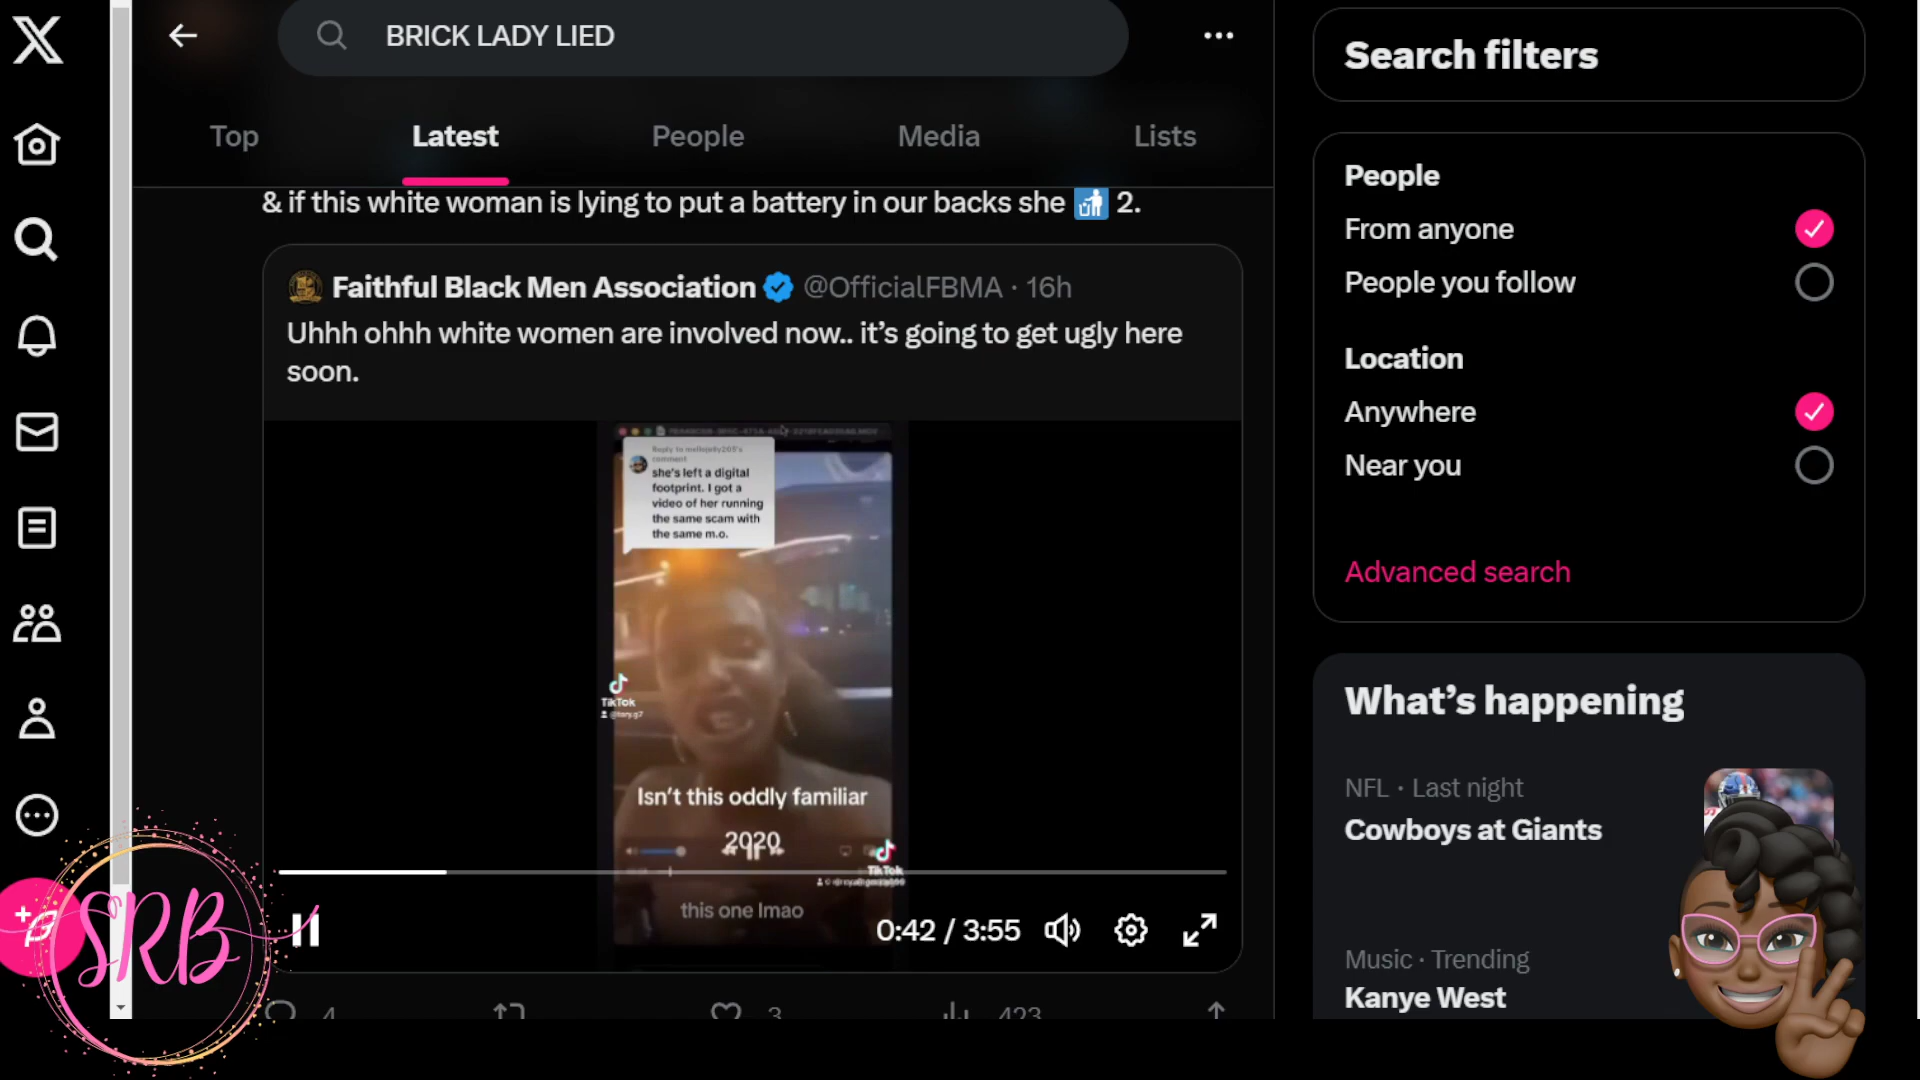 BRICK LADY LIED
Top
Latest
People
Media
Lists
& if this white woman is lying to put a battery in our backs she 🚮 2.
Faithful Black Men Association @OfficialFBMA · 16h
Uhhh ohhh white women are involved now.. it's going to get ugly here
soon.
she's left a digital
footprint. I got a
video of her running
the same scam with
the same m.o.
TikTok
Isn't this oddly familiar
2020
TikTok
this one lmao
0:42 / 3:55
4
3
423
SRB
Search filters
People
From anyone
People you follow
Location
Anywhere
Near you
Advanced search
What's happening
NFL · Last night
Cowboys at Giants
Music · Trending
Kanye West